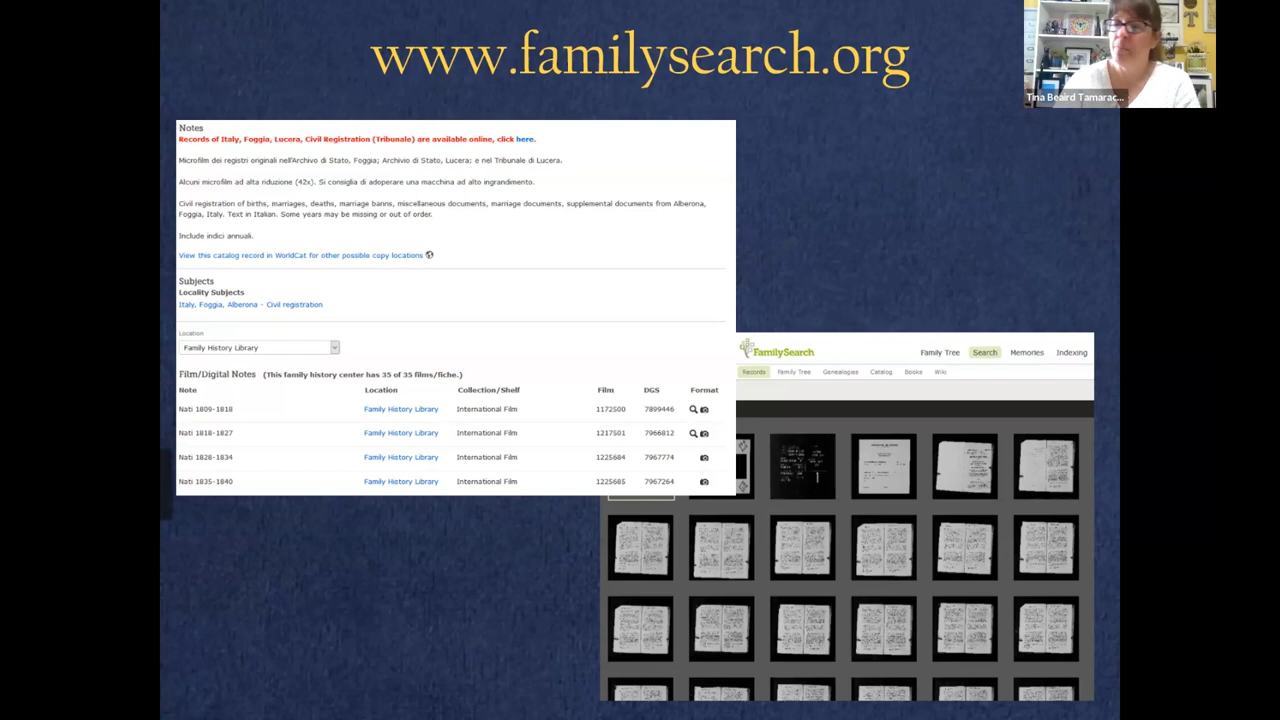 www.familysearch.org
Tina Beaird Tamarac...
Notes
Records of Italy, Foggia, Lucera, Civil Registration (Tribunale) are available online, click here.
Microfilm dei registri originali nell'Archivo di Stato, Foggia; Archivio di Stato, Lucera; e nel Tribunale di Lucera.
Alcuni microfilm ad alta riduzione (42x). Si consiglia di adoperare una macchina ad alto ingrandimento.
Civil registration of births, marriages, deaths, marriage banns, miscellaneous documents, marriage documents, supplemental documents from Alberona,
Foggia, Italy. Text in Italian. Some years may be missing or out of order.
Include indici annuali.
View this catalog record in WorldCat for other possible copy locations
Subjects
Locality Subjects
Italy, Foggia, Alberona - Civil registration
Location
Family History Library
Film/Digital Notes (This family history center has 35 of 35 films/fiche.)
Note Location Collection/Shelf Film DGS Format
Nati 1809-1818 Family History Library International Film 1172500 7899446
Nati 1818-1827 Family History Library International Film 1217501 7966812
Nati 1828-1834 Family History Library International Film 1225684 7967774
Nati 1835-1840 Family History Library International Film 1225685 7967264
FamilySearch Family Tree Search Memories Indexing
Records Family Tree Genealogies Catalog Books Wiki